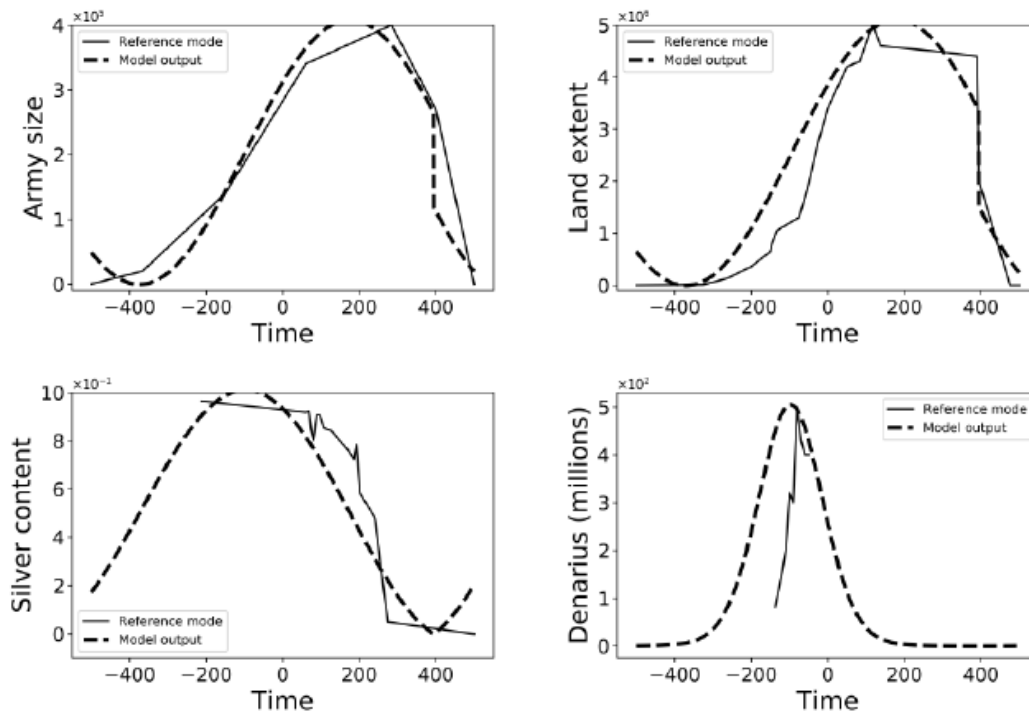 ×10⁵
4
3
2
1
0
Army size
Reference mode
Model output
−400 −200 0 200 400
Time
×10⁶
5
4
3
2
1
0
Land extent
Reference mode
Model output
−400 −200 0 200 400
Time
×10⁻¹
10
8
6
4
2
0
Silver content
Reference mode
Model output
−400 −200 0 200 400
Time
×10²
5
4
3
2
1
0
Denarius (millions)
Reference mode
Model output
−400 −200 0 200 400
Time